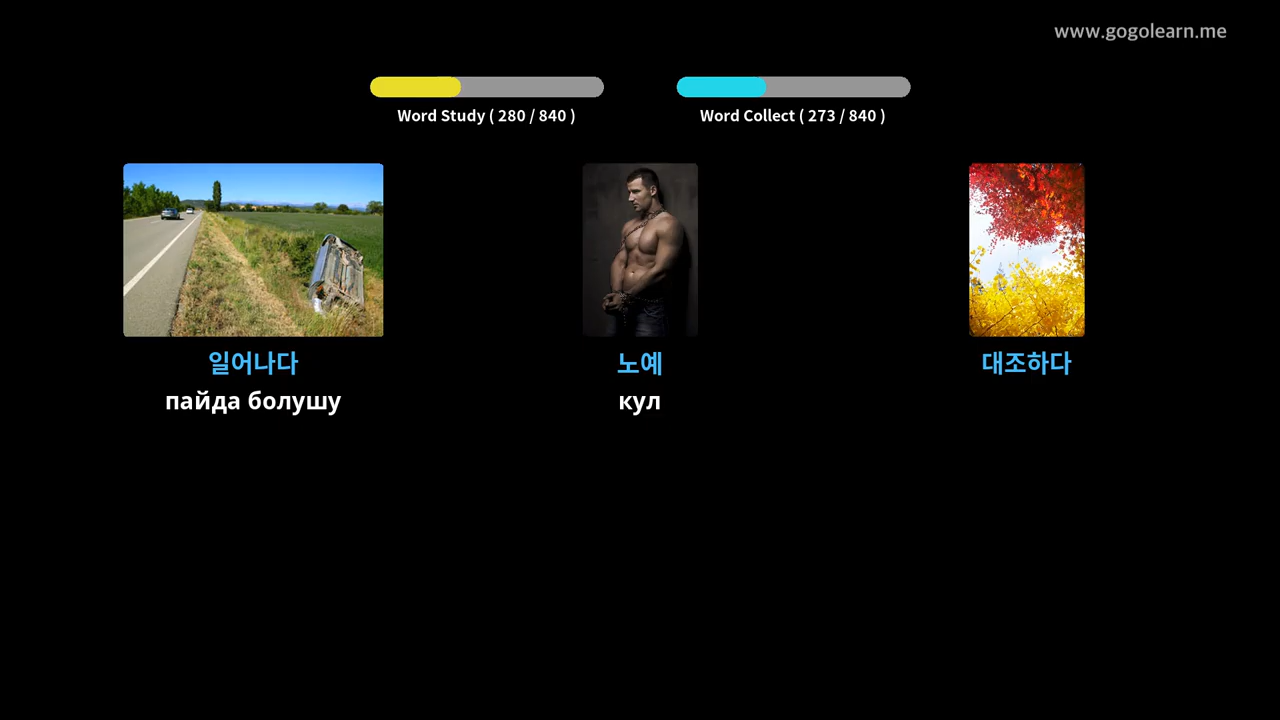 www.gogolearn.me
Word Study ( 280 / 840 )
Word Collect ( 273 / 840 )
일어나다
노예
대조하다
пайда болушу
кул